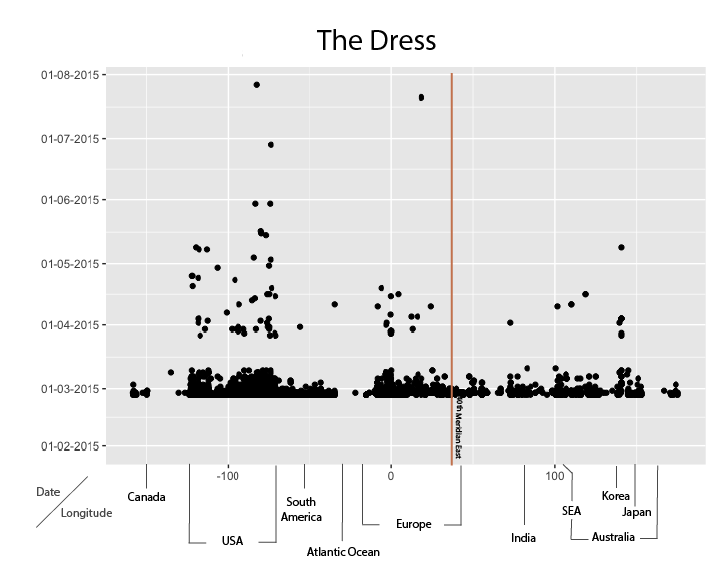 The Dress
01-08-2015
01-07-2015
01-06-2015
01-05-2015
01-04-2015
01-03-2015
01-02-2015
th Meridian East
-100
0
100
Date
Longitude
Canada
USA
South
America
Atlantic Ocean
Europe
India
SEA
Korea
Japan
Australia